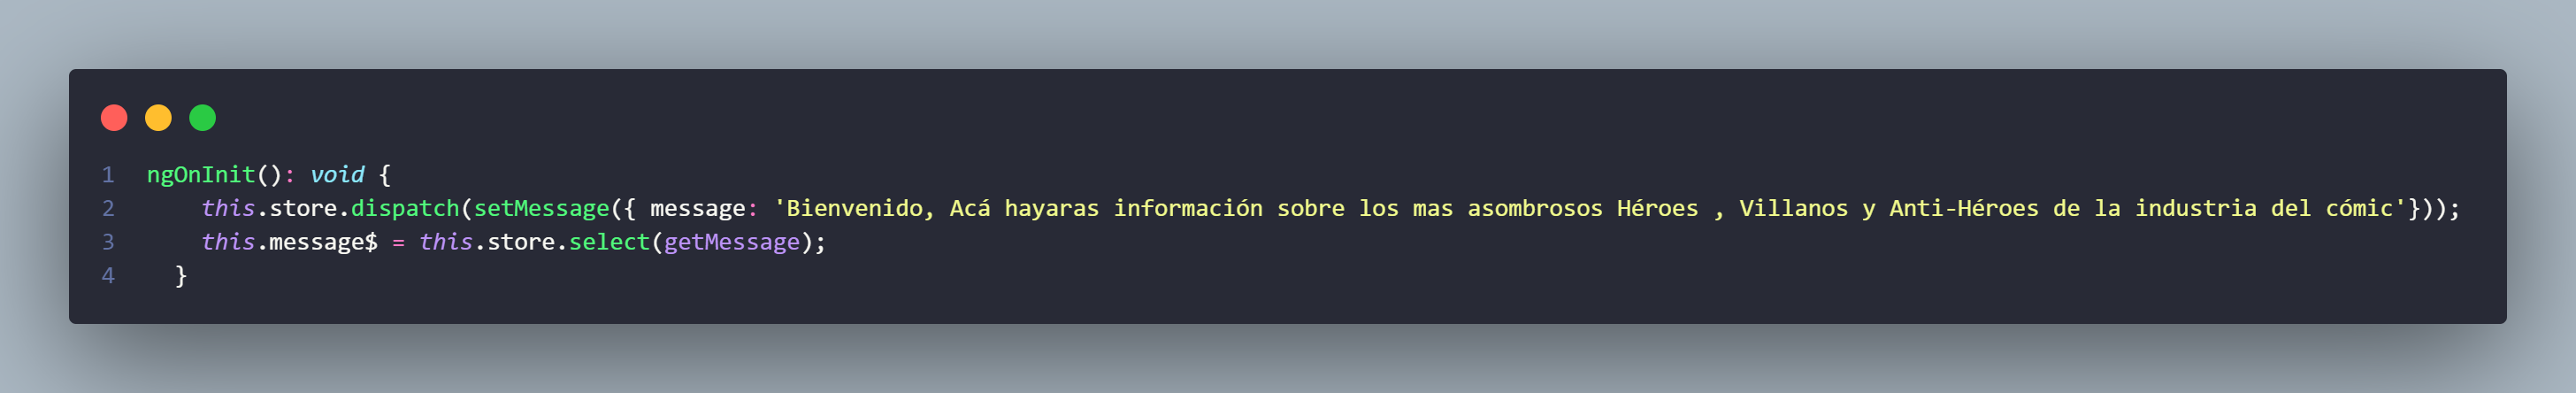 1 ngOnInit(): void {
2 this.store.dispatch(setMessage({ message: 'Bienvenido, Acá hayaras información sobre los mas asombrosos Héroes , Villanos y Anti-Héroes de la industria del cómic'}));
3 this.message$ = this.store.select(getMessage);
4 }